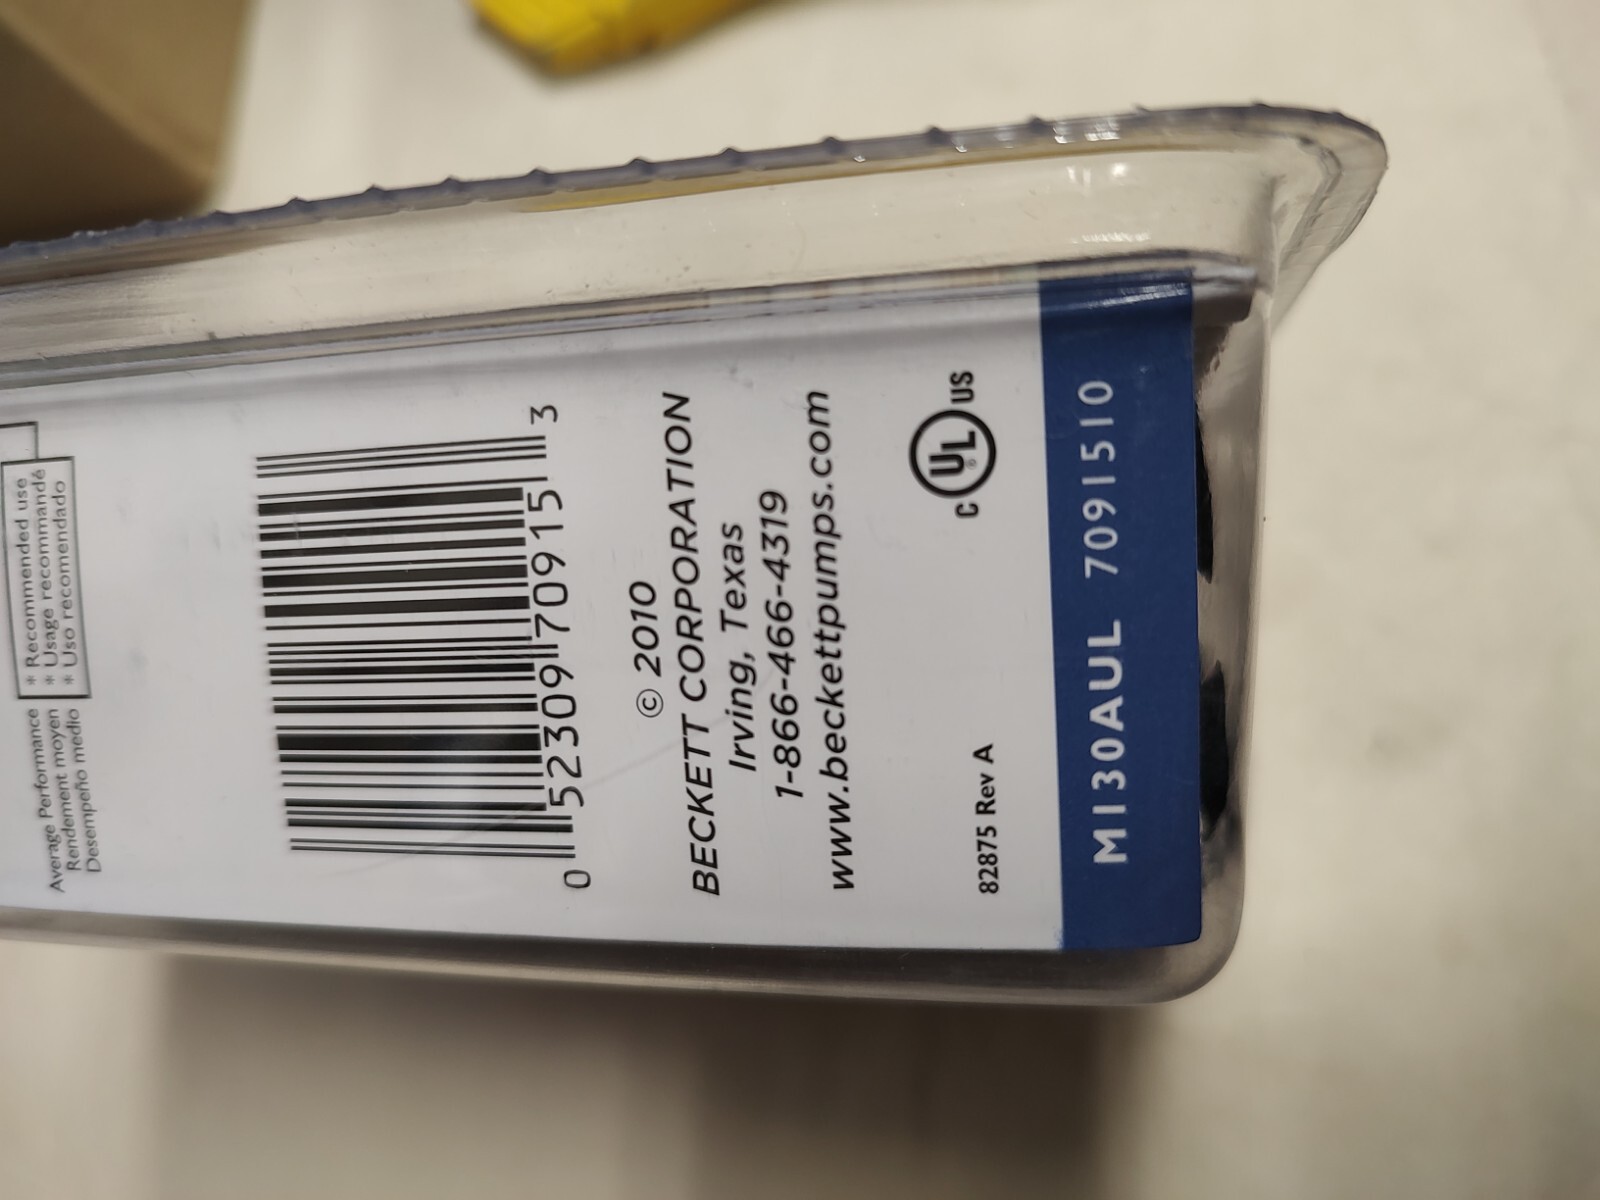 Average Performance
Rendement moyen
Desempeño medio
* Recommended use
* Usage recommandé
* Uso recomendado
0 52309 70915 3
© 2010
BECKETT CORPORATION
Irving, Texas
1-866-466-4319
www.beckettpumps.com
82875 Rev A
C UL ® US
M130AUL 7091510